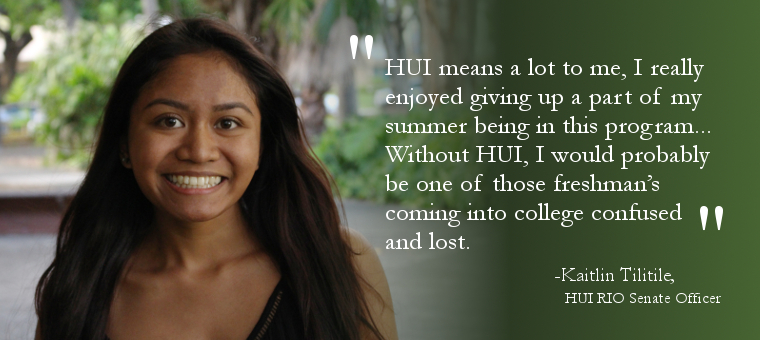 "HUI means a lot to me, I really
enjoyed giving up a part of my
summer being in this program...
Without HUI, I would probably
be one of those freshman's
coming into college confused
and lost."
-Kaitlin Tilitile,
HUI RIO Senate Officer